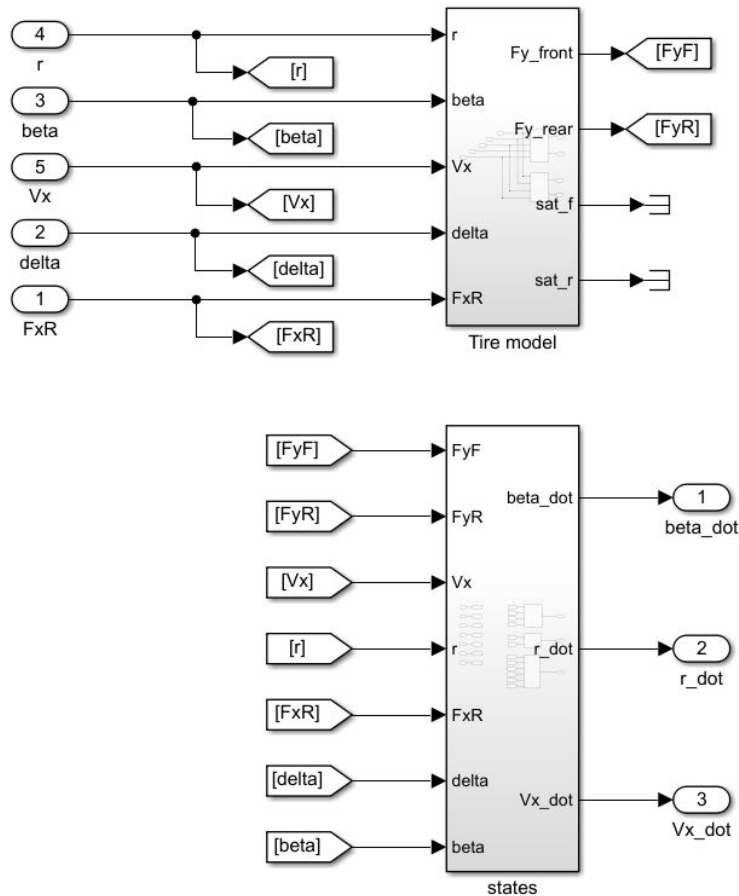 4
r
[r]
3
beta
[beta]
5
Vx
[Vx]
2
delta
[delta]
1
FxR
[FxR]
r
beta
Vx
delta
FxR
Fy_front
Fy_rear
sat_f
sat_r
Tire model
[FyF]
[FyR]
[FyF]
[FyR]
[Vx]
[r]
[FxR]
[delta]
[beta]
FyF
FyR
Vx
r
FxR
delta
beta
beta_dot
r_dot
Vx_dot
states
1
beta_dot
2
r_dot
3
Vx_dot